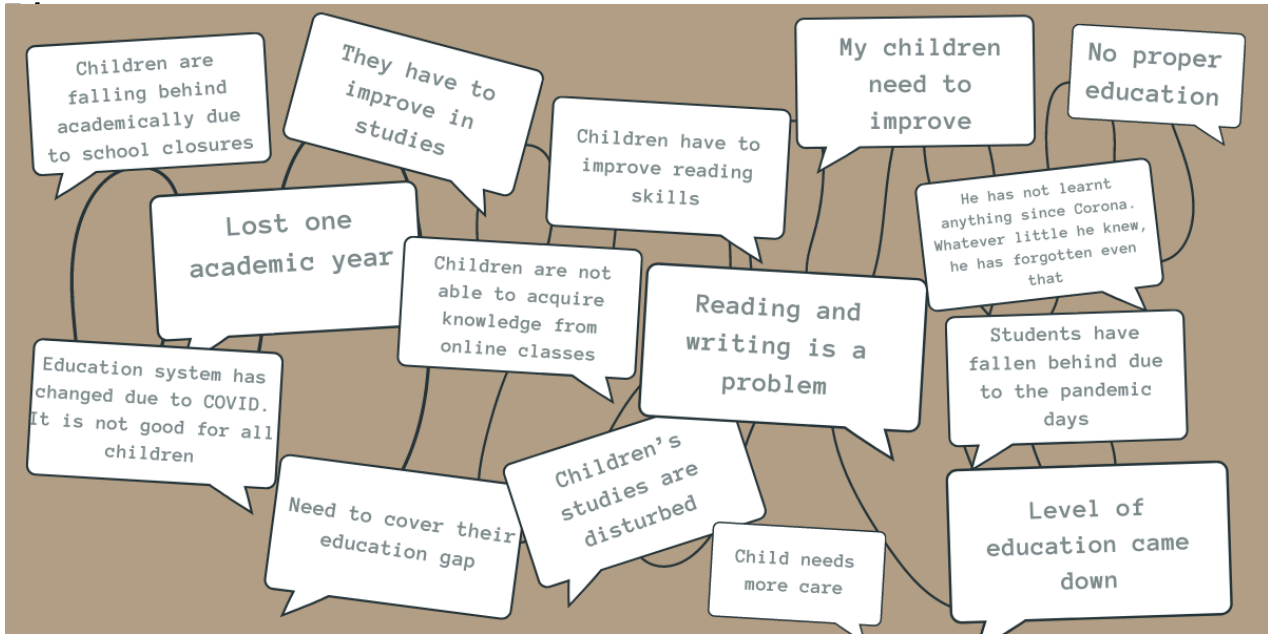 Children are
falling behind
academically due
to school closures
They have to
improve in
studies
Children have to
improve reading
skills
My children
need to
improve
No proper
education
Lost one
academic year
Children are not
able to acquire
knowledge from
online classes
Reading and
writing is a
problem
He has not learnt
anything since Corona.
Whatever little he knew,
he has forgotten even
that
Students have
fallen behind due
to the pandemic
days
Education system has
changed due to COVID.
It is not good for all
children
Need to cover their
education gap
Children's
studies are
disturbed
Child needs
more care
Level of
education came
down